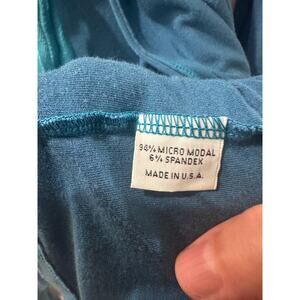 94% MICRO MODAL
6% SPANDEX
MADE IN U.S.A.